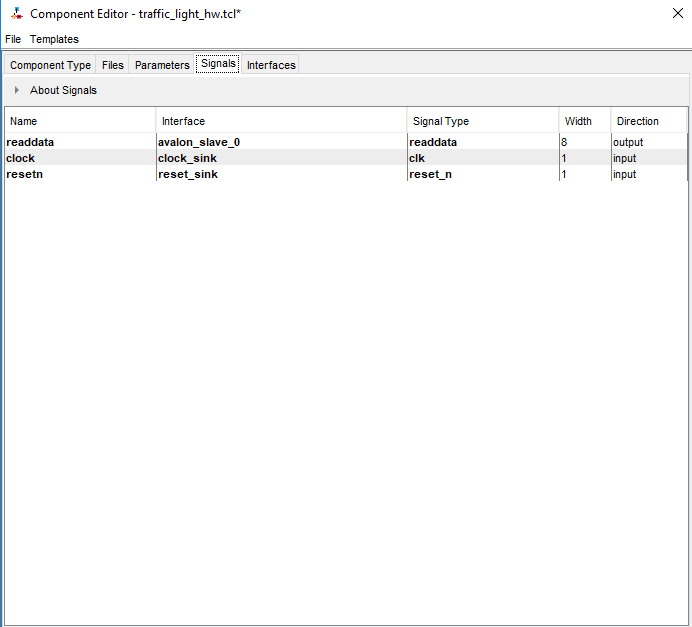 Component Editor - traffic_light_hw.tcl*
File Templates
Component Type Files Parameters Signals Interfaces
About Signals
Name Interface Signal Type Width Direction
readdata avalon_slave_0 readdata 8 output
clock clock_sink clk 1 input
resetn reset_sink reset_n 1 input